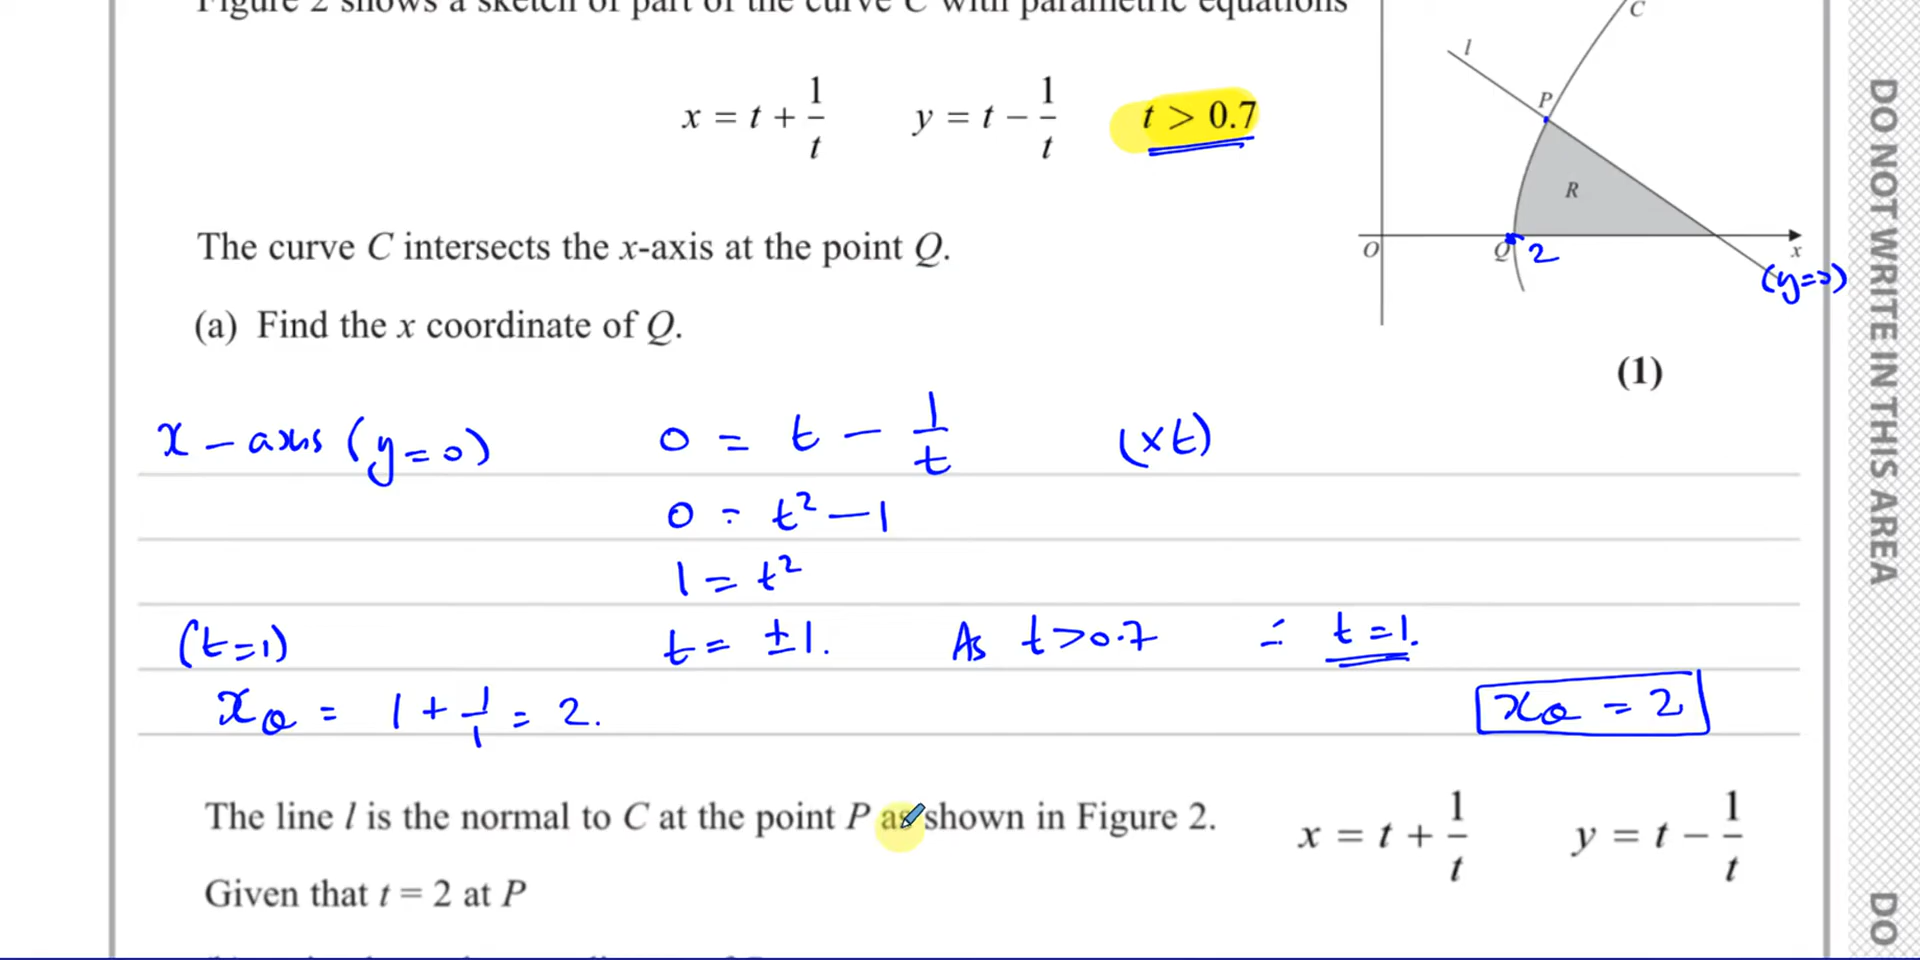 Figure 2 shows a sketch of part of the curve C with parametric equations
x = t + 1/t    y = t − 1/t    t > 0.7
C
l
P
R
O
Q 2
x
(y=0)
The curve C intersects the x-axis at the point Q.
(a) Find the x coordinate of Q.
(1)
x – axis (y=0)    0 = t − 1/t    (×t)
0 = t² − 1
1 = t²
(t=1)    t = ±1.    As t>0.7    ∴ t=1.
xQ = 1 + 1/1 = 2.    xQ = 2
The line l is the normal to C at the point P as shown in Figure 2.    x = t + 1/t    y = t − 1/t
Given that t = 2 at P
DO NOT WRITE IN THIS AREA
DO